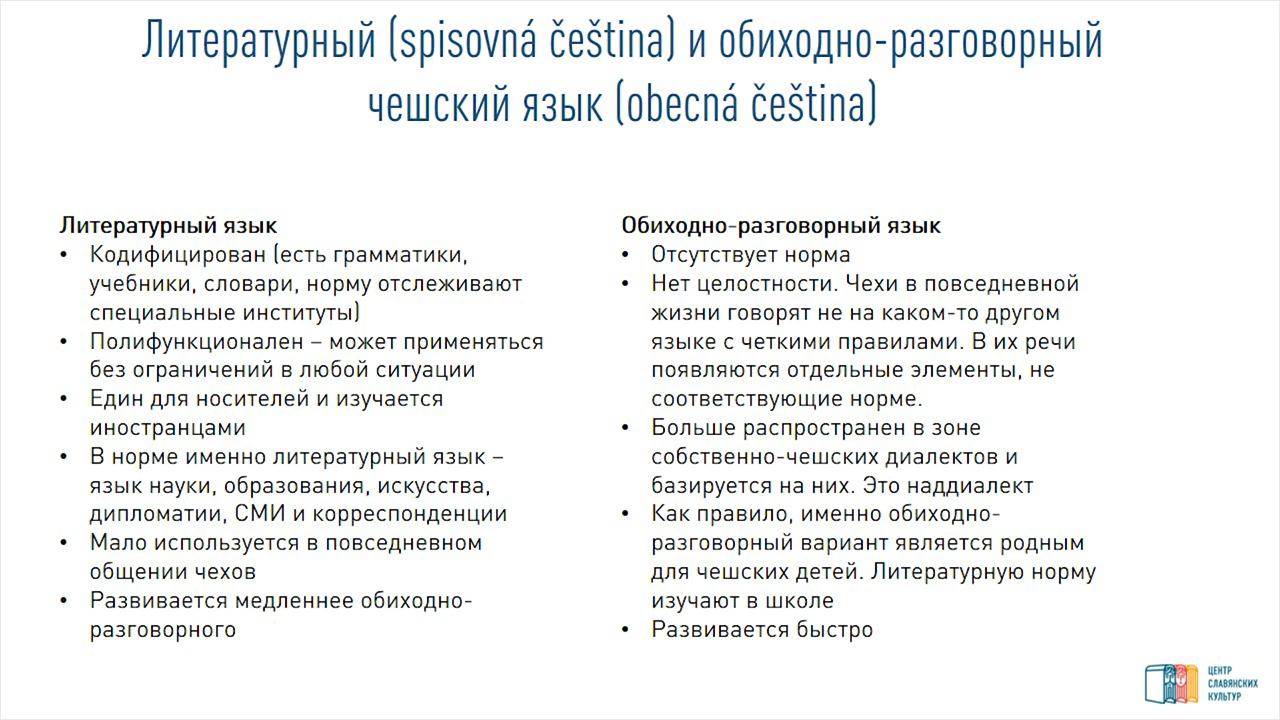 Литературный (spisovná čeština) и обиходно-разговорный
чешский язык (obecná čeština)
Литературный язык
• Кодифицирован (есть грамматики,
учебники, словари, норму отслеживают
специальные институты)
• Полифункционален – может применяться
без ограничений в любой ситуации
• Един для носителей и изучается
иностранцами
• В норме именно литературный язык –
язык науки, образования, искусства,
дипломатии, СМИ и корреспонденции
• Мало используется в повседневном
общении чехов
• Развивается медленнее обиходно-
разговорного
Обиходно-разговорный язык
• Отсутствует норма
• Нет целостности. Чехи в повседневной
жизни говорят не на каком-то другом
языке с четкими правилами. В их речи
появляются отдельные элементы, не
соответствующие норме.
• Больше распространен в зоне
собственно-чешских диалектов и
базируется на них. Это наддиалект
• Как правило, именно обиходно-
разговорный вариант является родным
для чешских детей. Литературную норму
изучают в школе
• Развивается быстро
ЦЕНТР
СЛАВЯНСКИХ
КУЛЬТУР